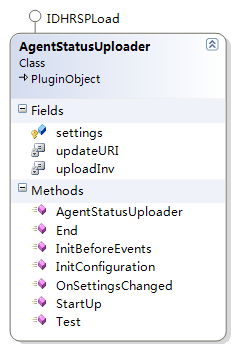 IDHRSPLoad
AgentStatusUploader
Class
PluginObject
Fields
settings
updateURI
uploadInv
Methods
AgentStatusUploader
End
InitBeforeEvents
InitConfiguration
OnSettingsChanged
StartUp
Test